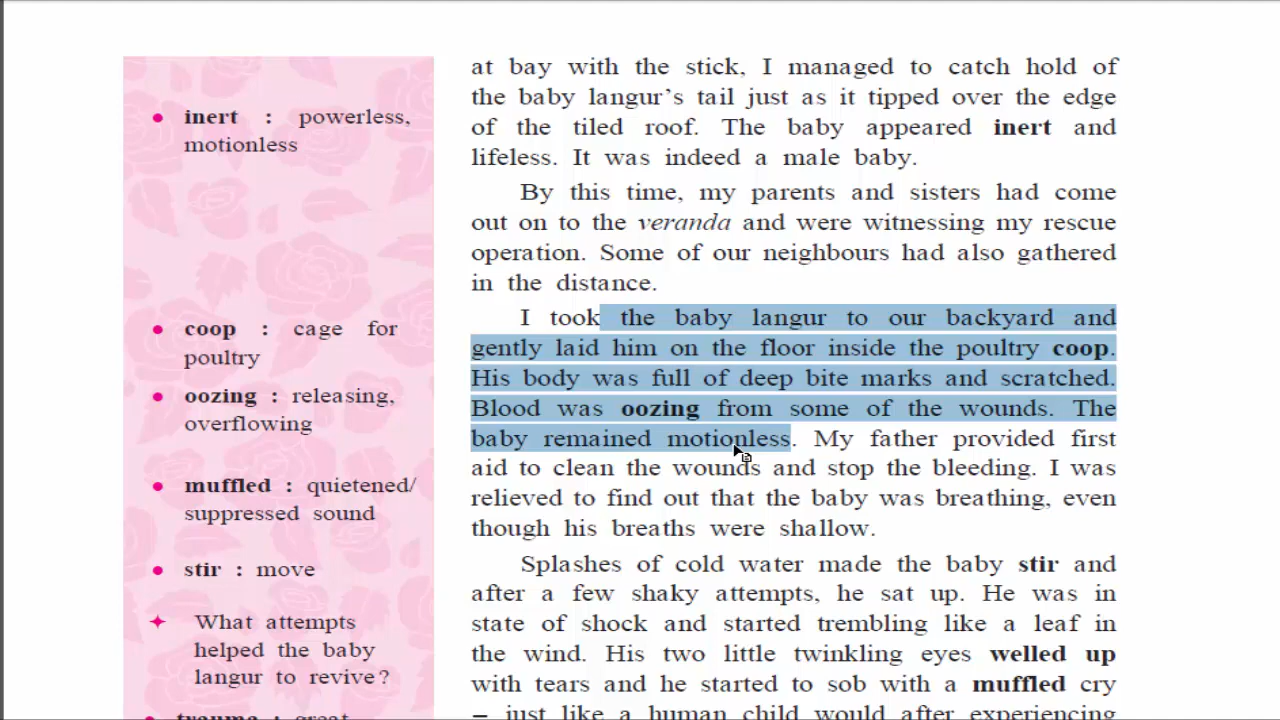 inert : powerless,
motionless
coop : cage for
poultry
oozing : releasing,
overflowing
muffled : quietened/
suppressed sound
stir : move
What attempts
helped the baby
langur to revive?
trauma : great
at bay with the stick, I managed to catch hold of
the baby langur's tail just as it tipped over the edge
of the tiled roof. The baby appeared inert and
lifeless. It was indeed a male baby.
By this time, my parents and sisters had come
out on to the veranda and were witnessing my rescue
operation. Some of our neighbours had also gathered
in the distance.
I took the baby langur to our backyard and
gently laid him on the floor inside the poultry coop.
His body was full of deep bite marks and scratched.
Blood was oozing from some of the wounds. The
baby remained motionless. My father provided first
aid to clean the wounds and stop the bleeding. I was
relieved to find out that the baby was breathing, even
though his breaths were shallow.
Splashes of cold water made the baby stir and
after a few shaky attempts, he sat up. He was in
state of shock and started trembling like a leaf in
the wind. His two little twinkling eyes welled up
with tears and he started to sob with a muffled cry
– just like a human child would after experiencing